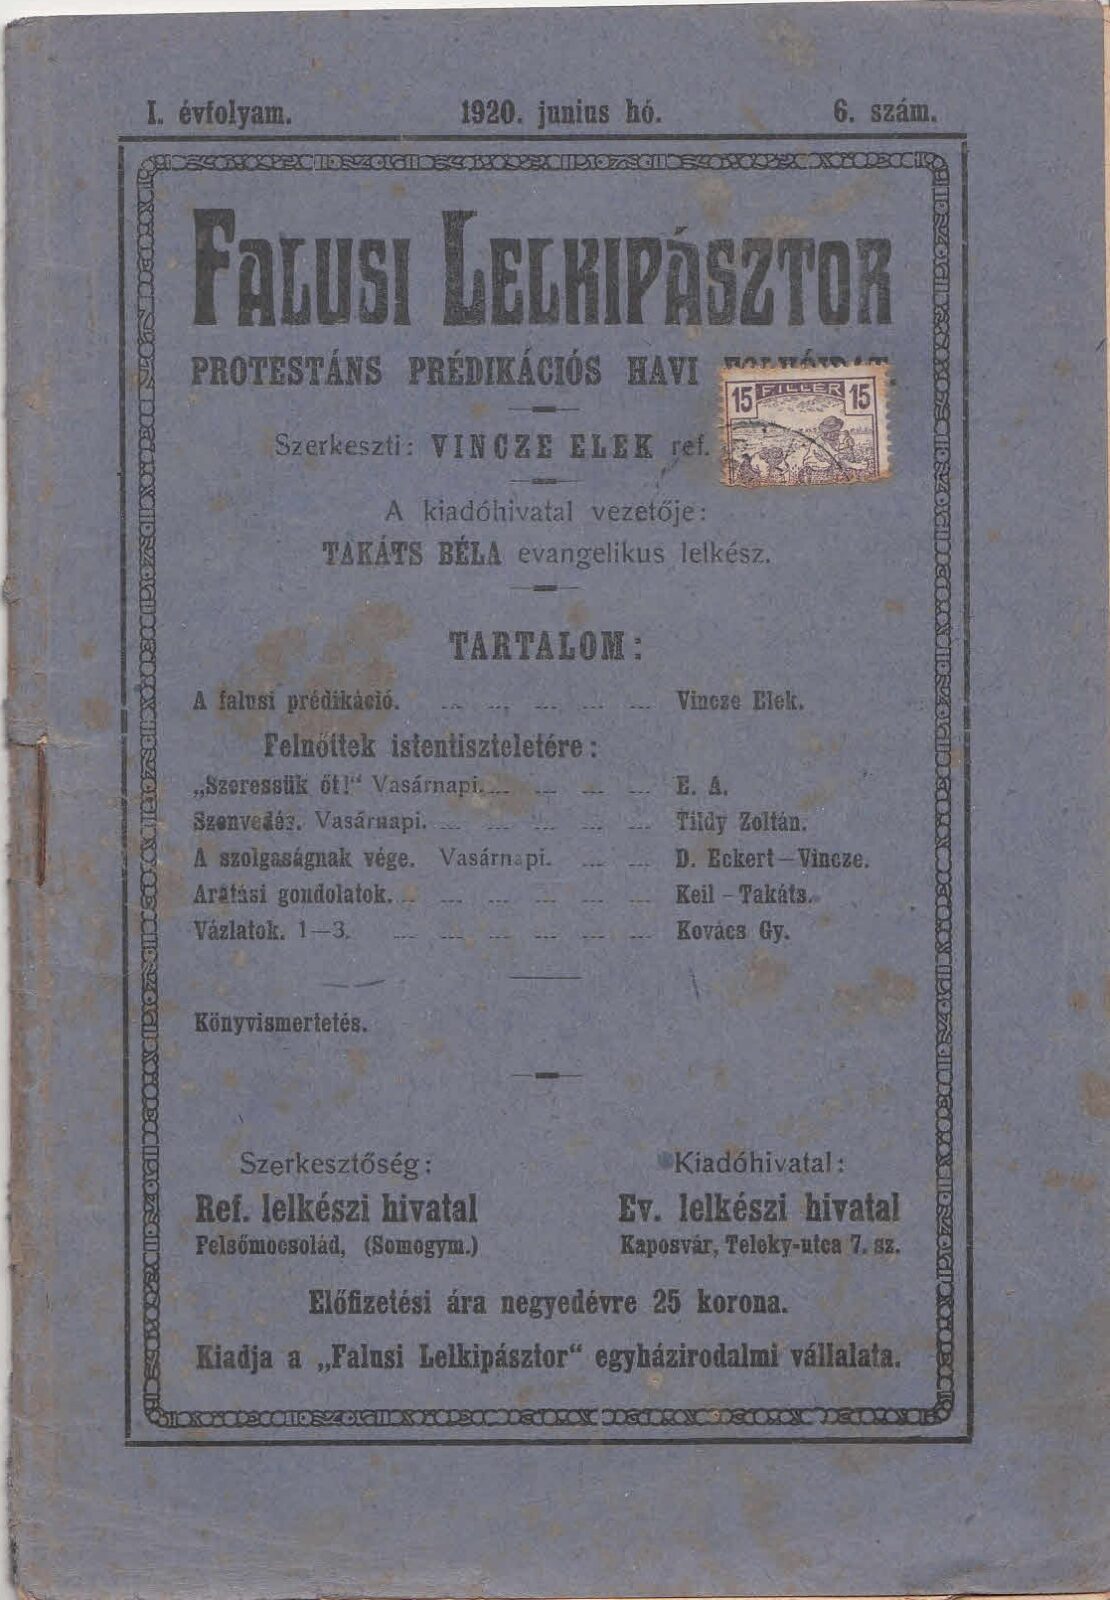 I. évfolyam. 1920. junius hó. 6. szám.
FALUSI LELKIPÁSZTOR
PROTESTÁNS PRÉDIKÁCIÓS HAVI
15 FILLER 15
Szerkeszti: VINCZE ELEK ref.
A kiadóhivatal vezetője:
TAKÁTS BÉLA evangelikus lelkész.
TARTALOM:
A falusi prédikáció. Vincze Elek.
Felnőttek istentiszteletére:
„Szeressük őt!“ Vasárnapi. E. A.
Szenvedés. Vasárnapi. Tildy Zoltán.
A szolgaságnak vége. Vasárnapi. D. Eckert—Vincze.
Aratási gondolatok. Keil – Takáts.
Vázlatok. 1—3. Kovács Gy.
Könyvismertetés.
Szerkesztőség: Kiadóhivatal:
Ref. lelkészi hivatal Ev. lelkészi hivatal
Felsőmocsolád, (Somogym.) Kaposvár, Teleky-utca 7. sz.
Előfizetési ára negyedévre 25 korona.
Kiadja a „Falusi Lelkipásztor“ egyházirodalmi vállalata.